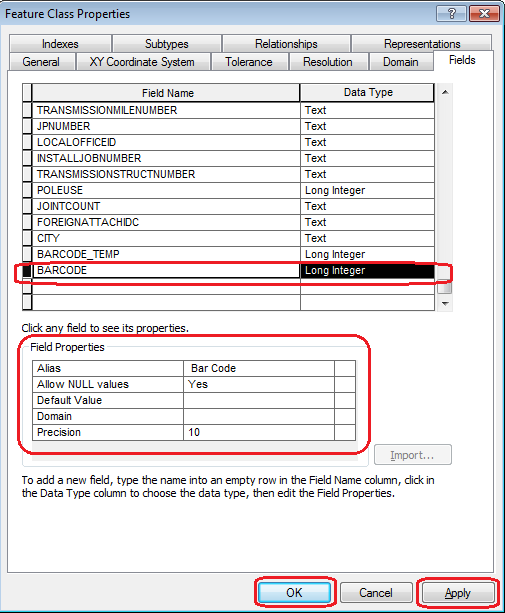 Feature Class Properties
Indexes Subtypes Relationships Representations
General XY Coordinate System Tolerance Resolution Domain Fields
Field Name Data Type
TRANSMISSIONMILENUMBER Text
JPNUMBER Text
LOCALOFFICEID Text
INSTALLJOBNUMBER Text
TRANSMISSIONSTRUCTNUMBER Text
POLEUSE Long Integer
JOINTCOUNT Text
FOREIGNATTACHIDC Text
CITY Text
BARCODE_TEMP Long Integer
BARCODE Long Integer
Click any field to see its properties.
Field Properties
Alias Bar Code
Allow NULL values Yes
Default Value
Domain
Precision 10
Import...
To add a new field, type the name into an empty row in the Field Name column, click in
the Data Type column to choose the data type, then edit the Field Properties.
OK Cancel Apply